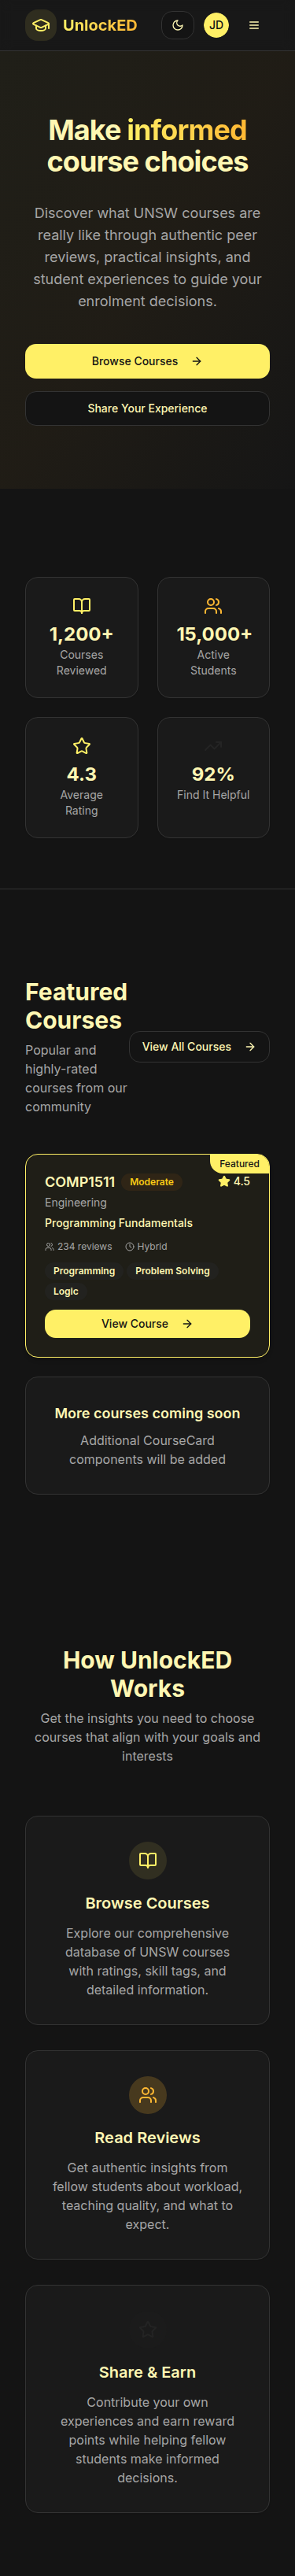 UnlockED
JD
Make informed
course choices
Discover what UNSW courses are
really like through authentic peer
reviews, practical insights, and
student experiences to guide your
enrolment decisions.
Browse Courses
Share Your Experience
1,200+
Courses
Reviewed
15,000+
Active
Students
4.3
Average
Rating
92%
Find It Helpful
Featured
Courses
Popular and
highly-rated
courses from our
community
View All Courses
Featured
COMP1511 Moderate 4.5
Engineering
Programming Fundamentals
234 reviews Hybrid
Programming Problem Solving
Logic
View Course
More courses coming soon
Additional CourseCard
components will be added
How UnlockED
Works
Get the insights you need to choose
courses that align with your goals and
interests
Browse Courses
Explore our comprehensive
database of UNSW courses
with ratings, skill tags, and
detailed information.
Read Reviews
Get authentic insights from
fellow students about workload,
teaching quality, and what to
expect.
Share & Earn
Contribute your own
experiences and earn reward
points while helping fellow
students make informed
decisions.